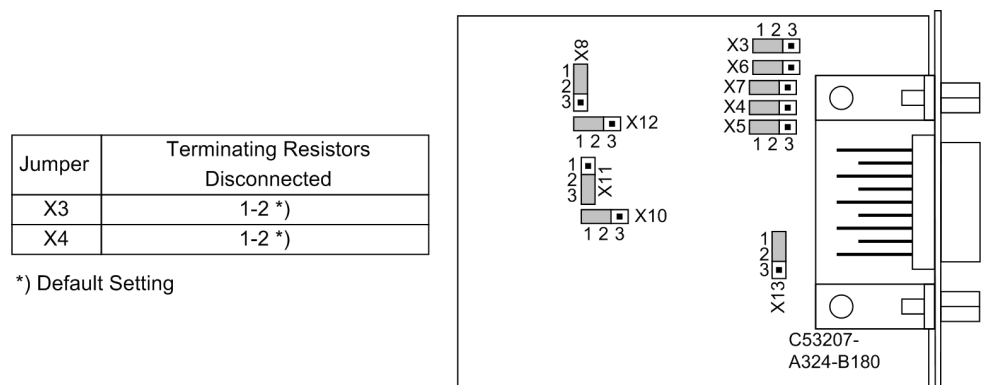 Jumper
Terminating Resistors
Disconnected
X3
1-2 *)
X4
1-2 *)
*) Default Setting
X8
1
2
3
X12
1 2 3
1
2
3
X11
X10
1 2 3
1 2 3
X3
X6
X7
X4
X5
1 2 3
1
2
3
X13
C53207-
A324-B180